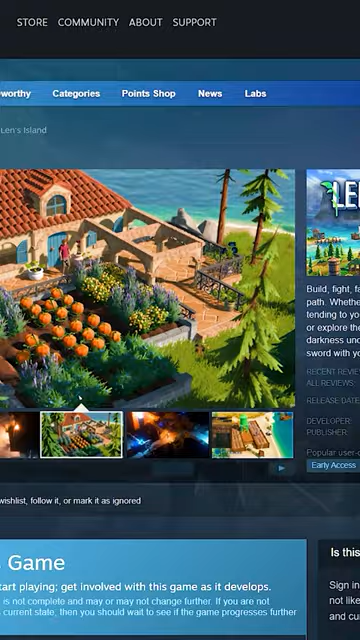 STORE COMMUNITY ABOUT SUPPORT
worthy Categories Points Shop News Labs
Len's Island
LE
Build, fight, fa
path. Whethe
tending to yo
or explore the
darkness und
sword with yo
RECENT REVIE
ALL REVIEWS:
RELEASE DATE
DEVELOPER:
PUBLISHER:
Popular user-d
Early Access
wishlist, follow it, or mark it as ignored
s Game
tart playing; get involved with this game as it develops.
is not complete and may or may not change further. If you are not
current state, then you should wait to see if the game progresses further
Is this
Sign in
not like
and cu